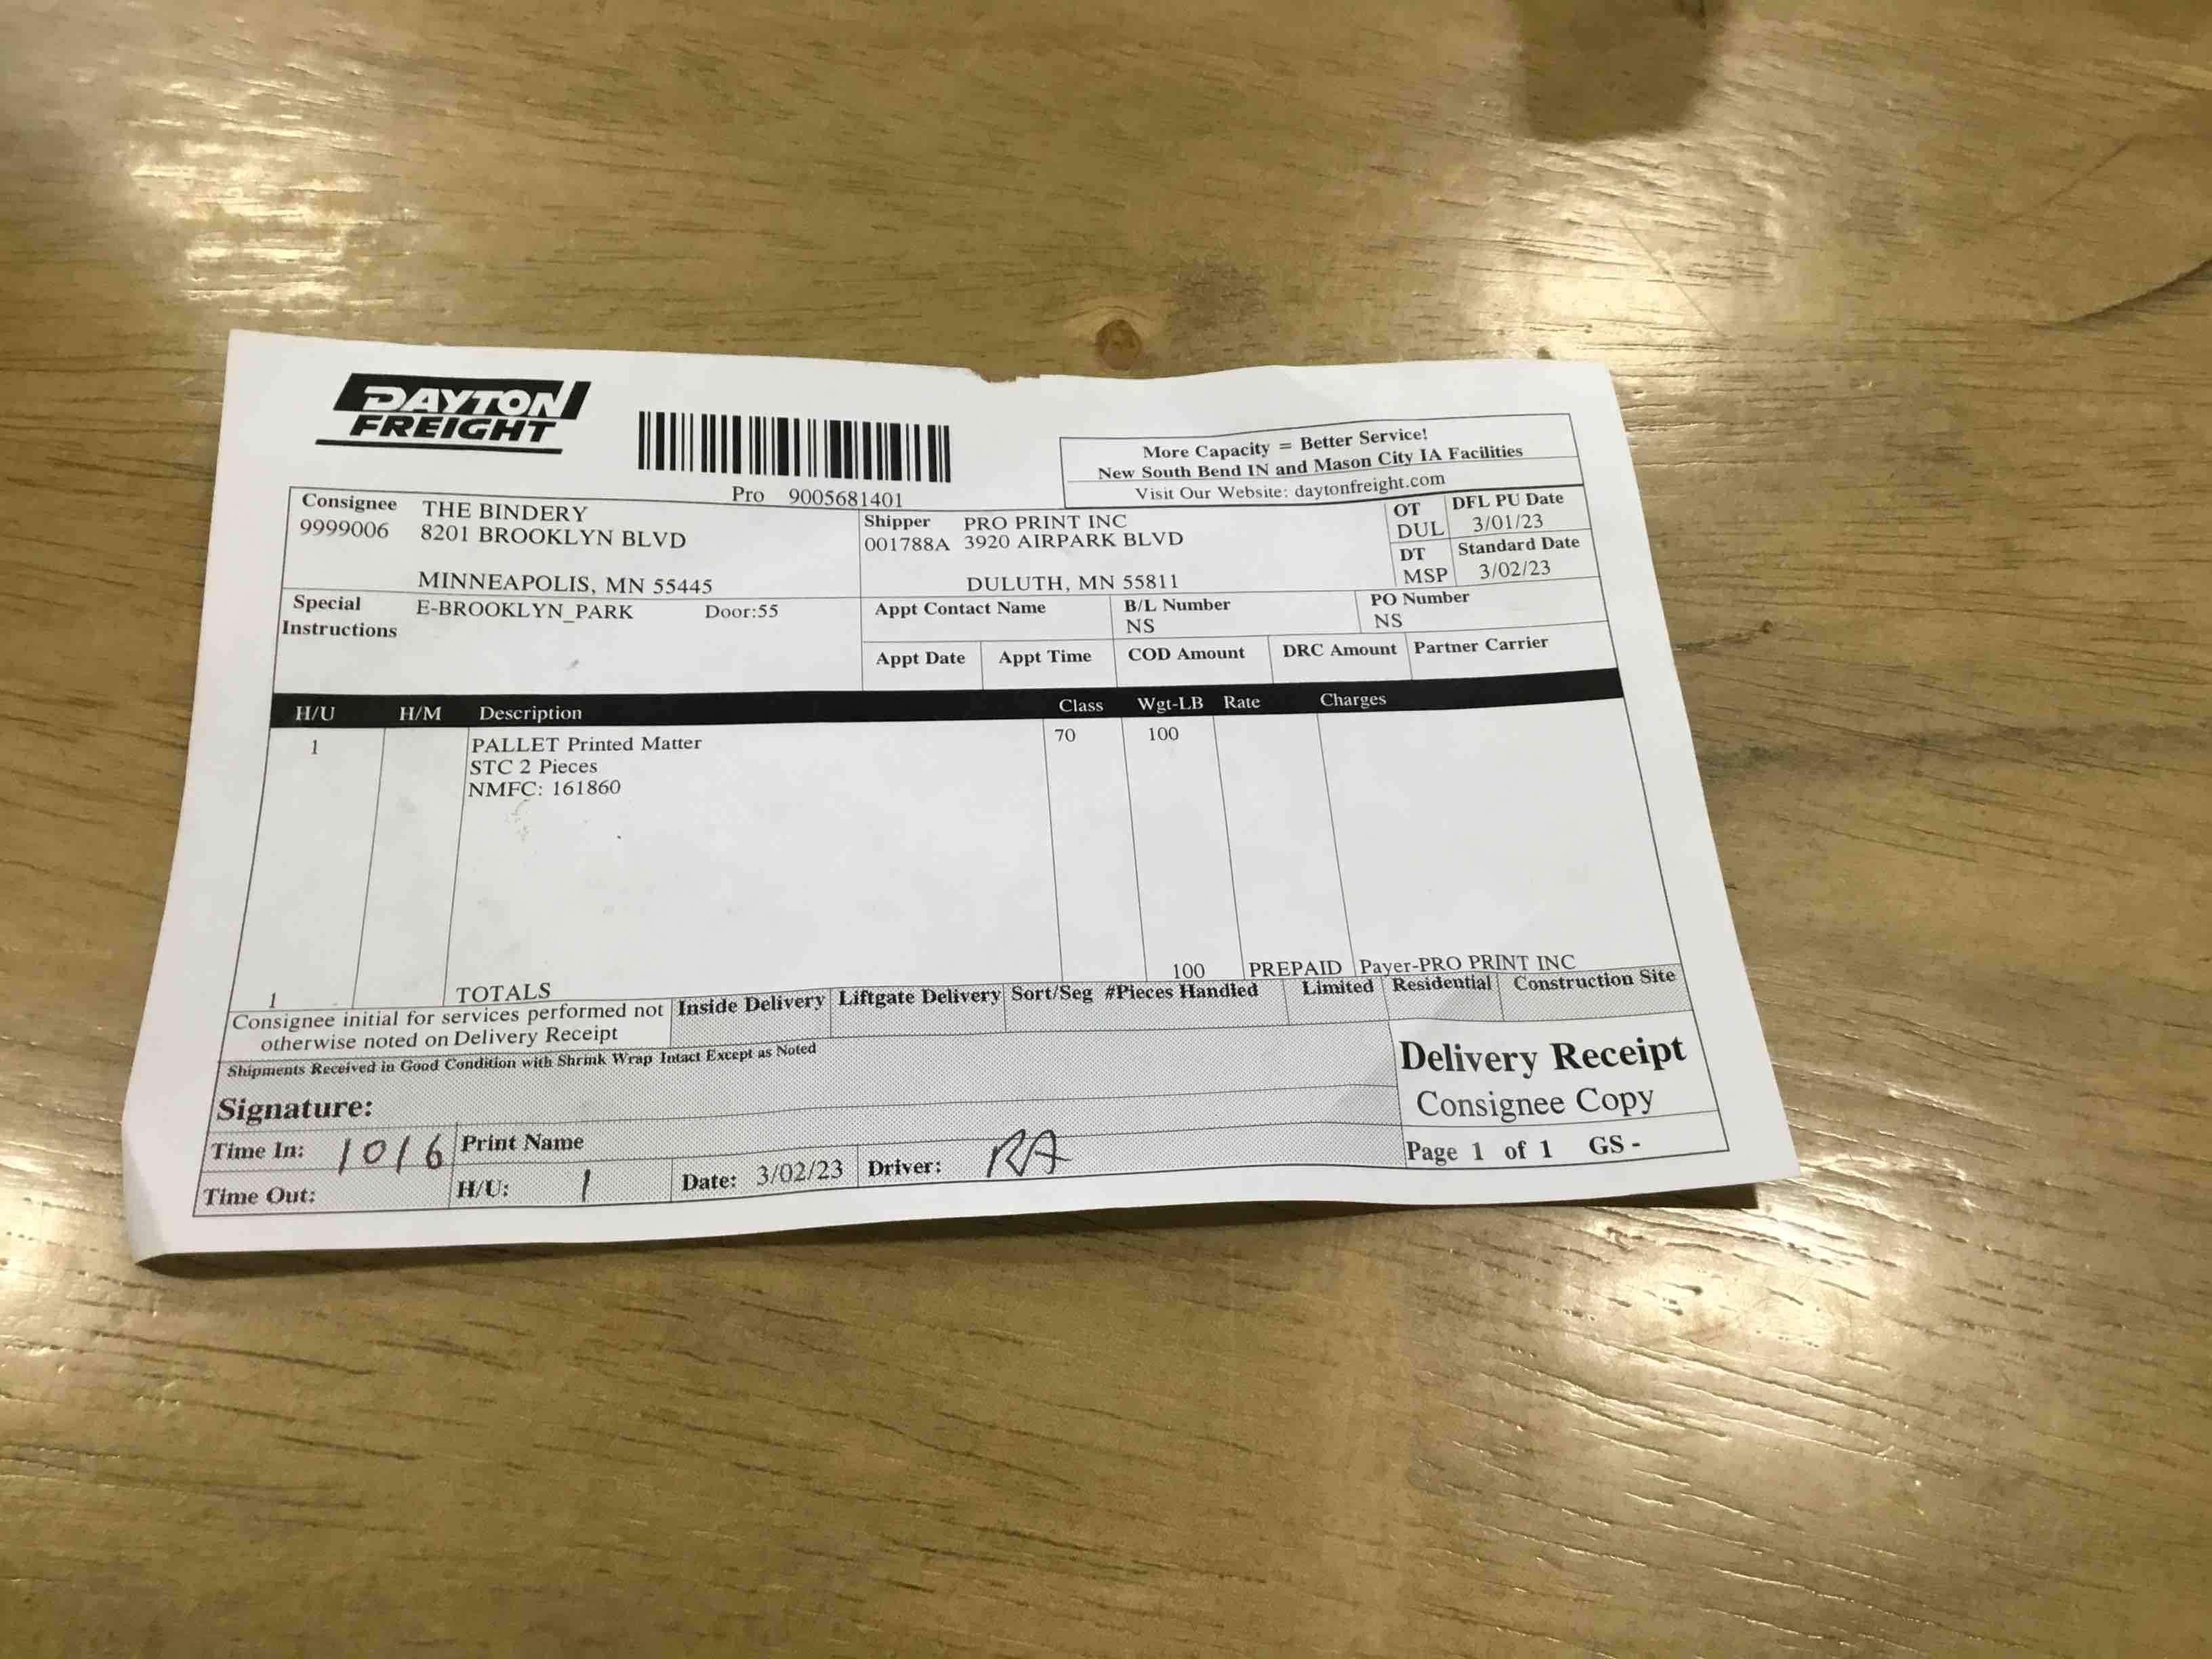 DAYTON
FREIGHT
Pro 9005681401
More Capacity = Better Service!
New South Bend IN and Mason City IA Facilities
Visit Our Website: daytonfreight.com
Consignee THE BINDERY
9999006 8201 BROOKLYN BLVD
MINNEAPOLIS, MN 55445
Shipper PRO PRINT INC
001788A 3920 AIRPARK BLVD
DULUTH, MN 55811
OT DFL PU Date
DUL 3/01/23
DT Standard Date
MSP 3/02/23
Special Instructions E-BROOKLYN_PARK Door:55
Appt Contact Name B/L Number PO Number
NS NS
Appt Date Appt Time COD Amount DRC Amount Partner Carrier
H/U H/M Description Class Wgt-LB Rate Charges
1 PALLET Printed Matter 70 100
STC 2 Pieces
NMFC: 161860
1 TOTALS 100 PREPAID Payer-PRO PRINT INC
Consignee initial for services performed not
otherwise noted on Delivery Receipt
Inside Delivery Liftgate Delivery Sort/Seg #Pieces Handled Limited Residential Construction Site
Shipments Received in Good Condition with Shrink Wrap Intact Except as Noted
Delivery Receipt
Consignee Copy
Signature:
Time In: 1016 Print Name
Time Out: H/U: 1 Date: 3/02/23 Driver: RA
Page 1 of 1 GS -